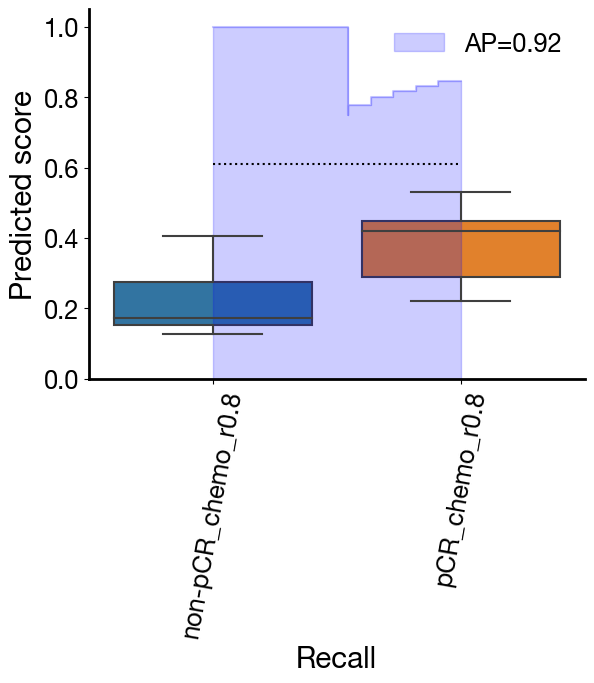 AP=0.92
Predicted score
1.0
0.8
0.6
0.4
0.2
0.0
non-pCR_chemo_r0.8
pCR_chemo_r0.8
Recall